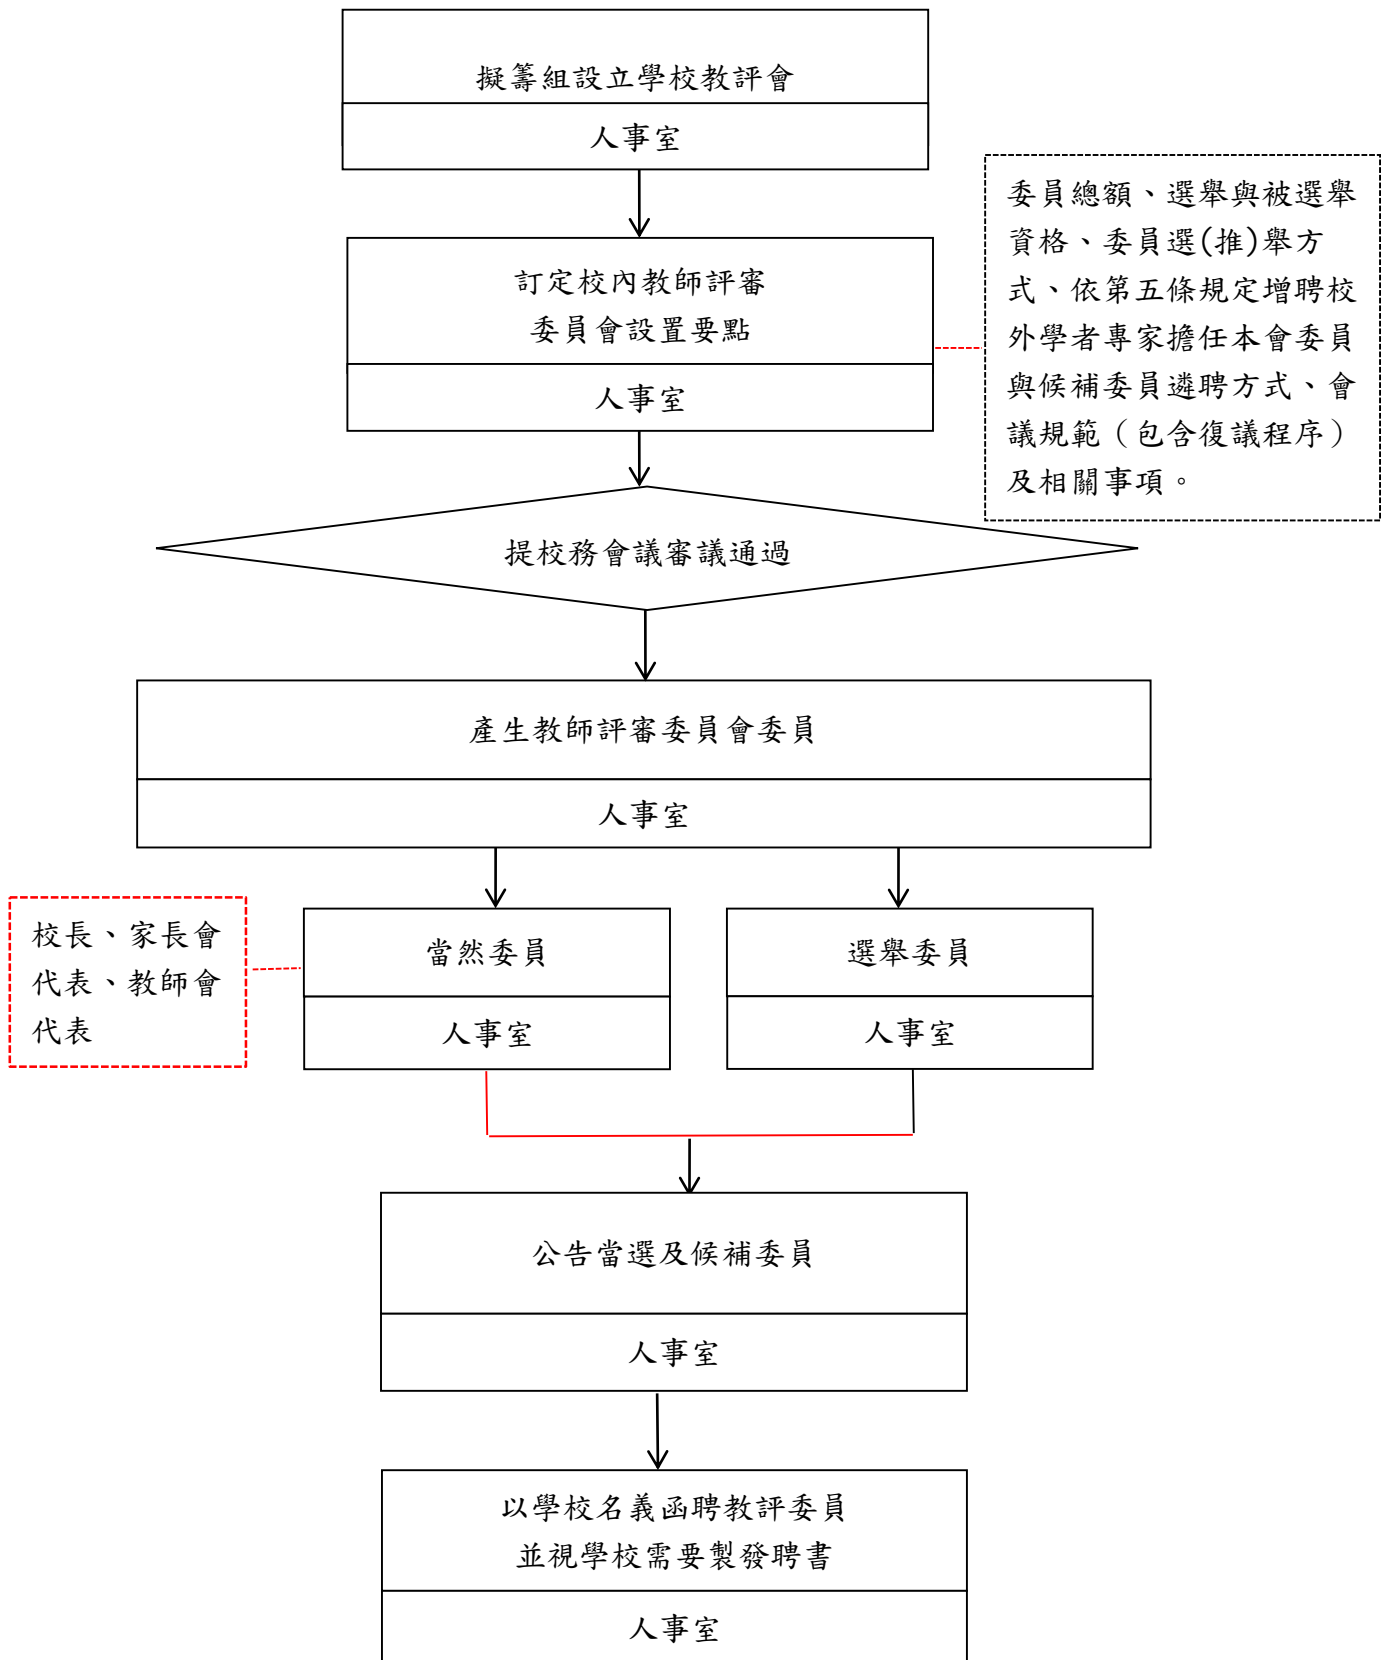 擬籌組設立學校教評會
人事室
訂定校內教師評審
委員會設置要點
人事室
委員總額、選舉與被選舉
資格、委員選(推)舉方
式、依第五條規定增聘校
外學者專家擔任本會委員
與候補委員遴聘方式、會
議規範（包含復議程序）
及相關事項。
提校務會議審議通過
產生教師評審委員會委員
人事室
校長、家長會
代表、教師會
代表
當然委員
人事室
選舉委員
人事室
公告當選及候補委員
人事室
以學校名義函聘教評委員
並視學校需要製發聘書
人事室